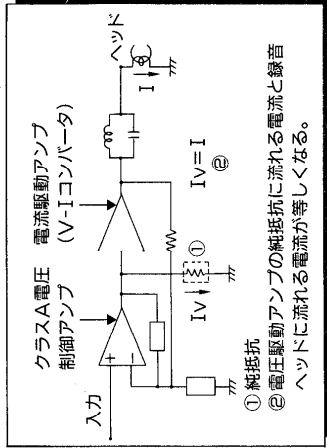 ヘッド
I
電流駆動アンプ
(V-Iコンバータ)
クラスA電圧
制御アンプ
入力
+
−
Iv
①
Iv=I
②
①純抵抗
②電圧駆動アンプの純抵抗に流れる電流と録音
ヘッドに流れる電流が等しくなる。